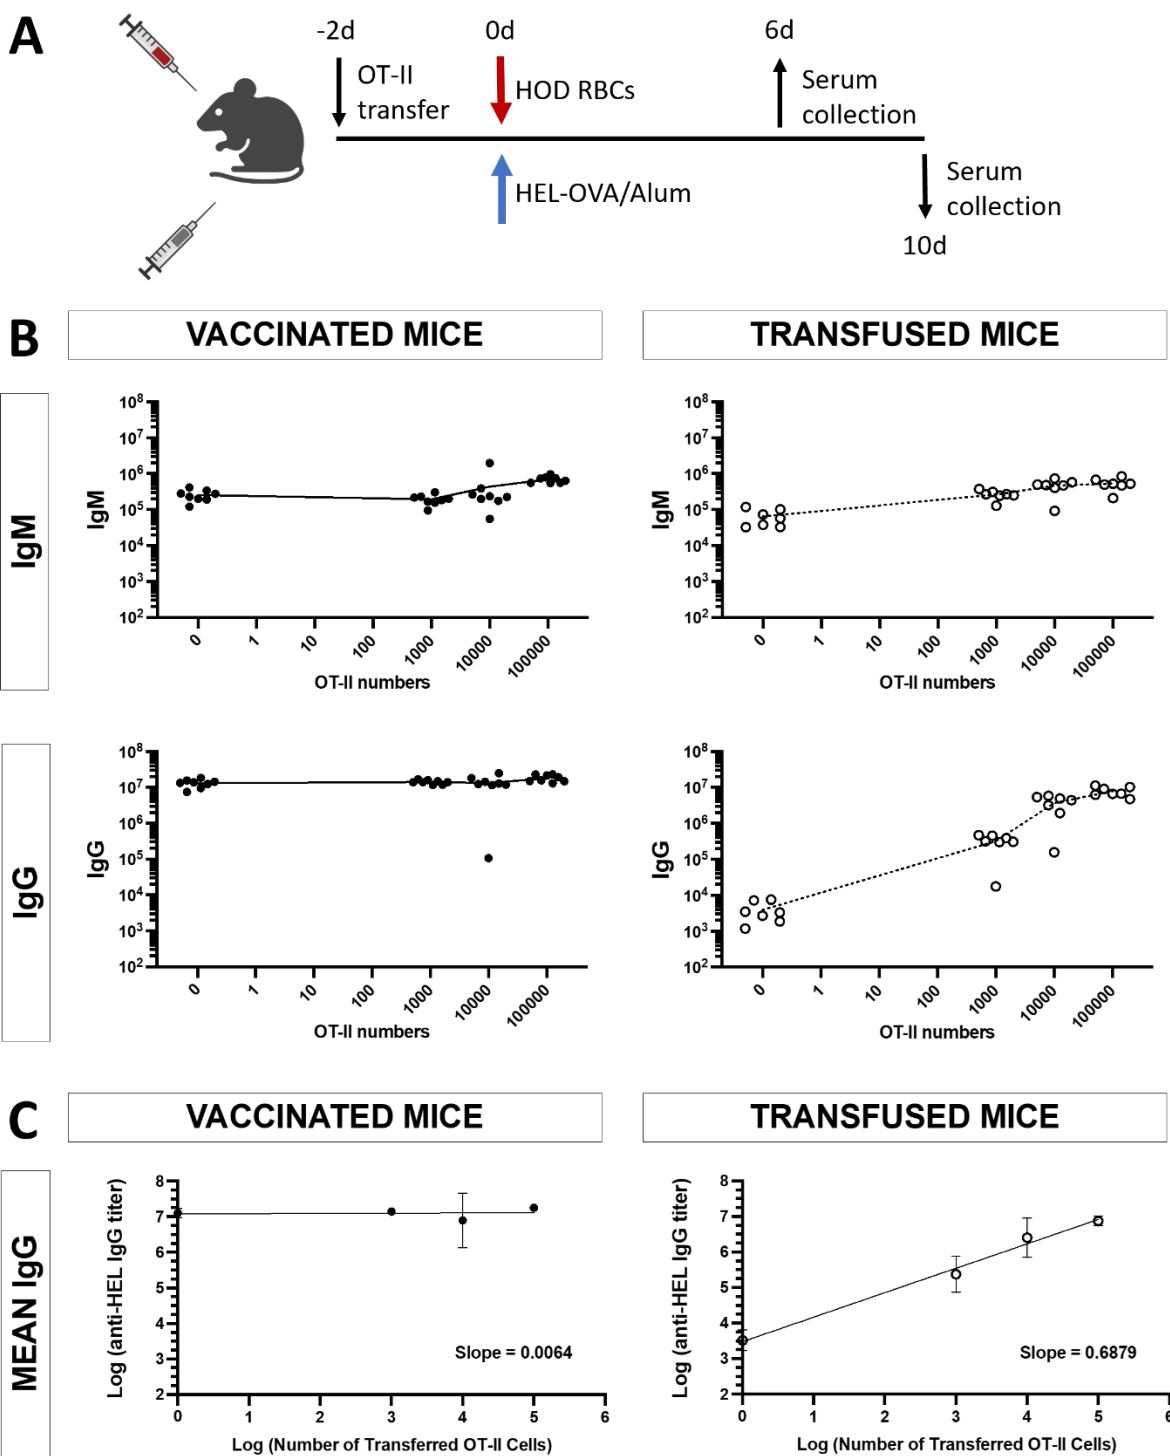 A
-2d
0d
6d
OT-II
transfer
HOD RBCs
Serum
collection
HEL-OVA/Alum
Serum
collection
10d
B
VACCINATED MICE
TRANSFUSED MICE
IgM
IgM
10⁸
10⁷
10⁶
10⁵
10⁴
10³
10²
0
1
10
100
1000
10000
100000
OT-II numbers
IgM
10⁸
10⁷
10⁶
10⁵
10⁴
10³
10²
0
1
10
100
1000
10000
100000
OT-II numbers
IgG
IgG
10⁸
10⁷
10⁶
10⁵
10⁴
10³
10²
0
1
10
100
1000
10000
100000
OT-II numbers
IgG
10⁸
10⁷
10⁶
10⁵
10⁴
10³
10²
0
1
10
100
1000
10000
100000
OT-II numbers
C
VACCINATED MICE
TRANSFUSED MICE
MEAN IgG
Log (anti-HEL IgG titer)
8
7
6
5
4
3
2
Slope = 0.0064
0
1
2
3
4
5
6
Log (Number of Transferred OT-II Cells)
Log (anti-HEL IgG titer)
8
7
6
5
4
3
2
Slope = 0.6879
0
1
2
3
4
5
6
Log (Number of Transferred OT-II Cells)